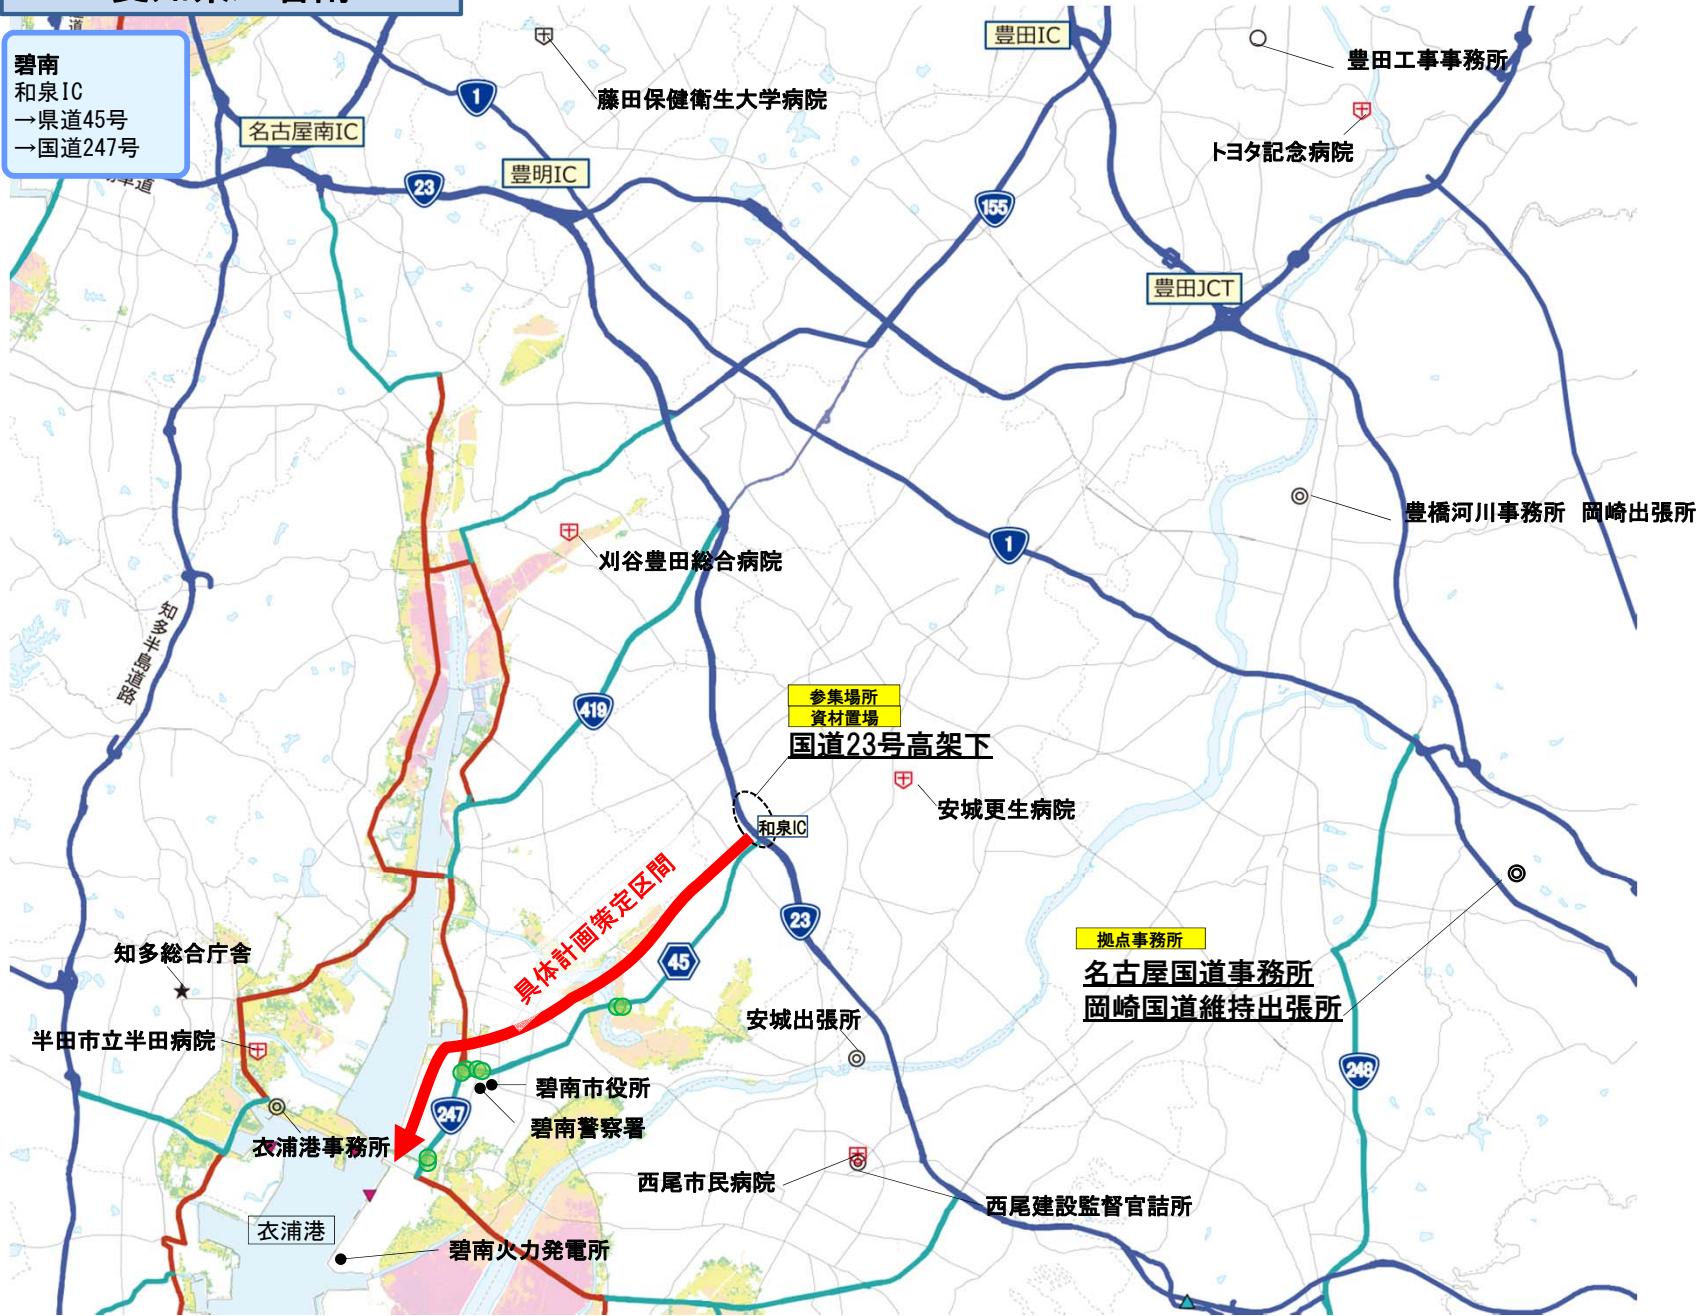 碧南
和泉IC
→県道45号
→国道247号
豊田IC
豊田工事事務所
藤田保健衛生大学病院
トヨタ記念病院
1
名古屋南IC
豊明IC
23
155
豊田JCT
豊橋河川事務所 岡崎出張所
刈谷豊田総合病院
1
知多半島道路
419
参集場所
資材置場
国道23号高架下
安城更生病院
和泉IC
具体計画策定区間
23
45
拠点事務所
名古屋国道事務所
岡崎国道維持出張所
知多総合庁舎
安城出張所
半田市立半田病院
248
碧南市役所
247
碧南警察署
衣浦港事務所
西尾市民病院
西尾建設監督官詰所
衣浦港
碧南火力発電所